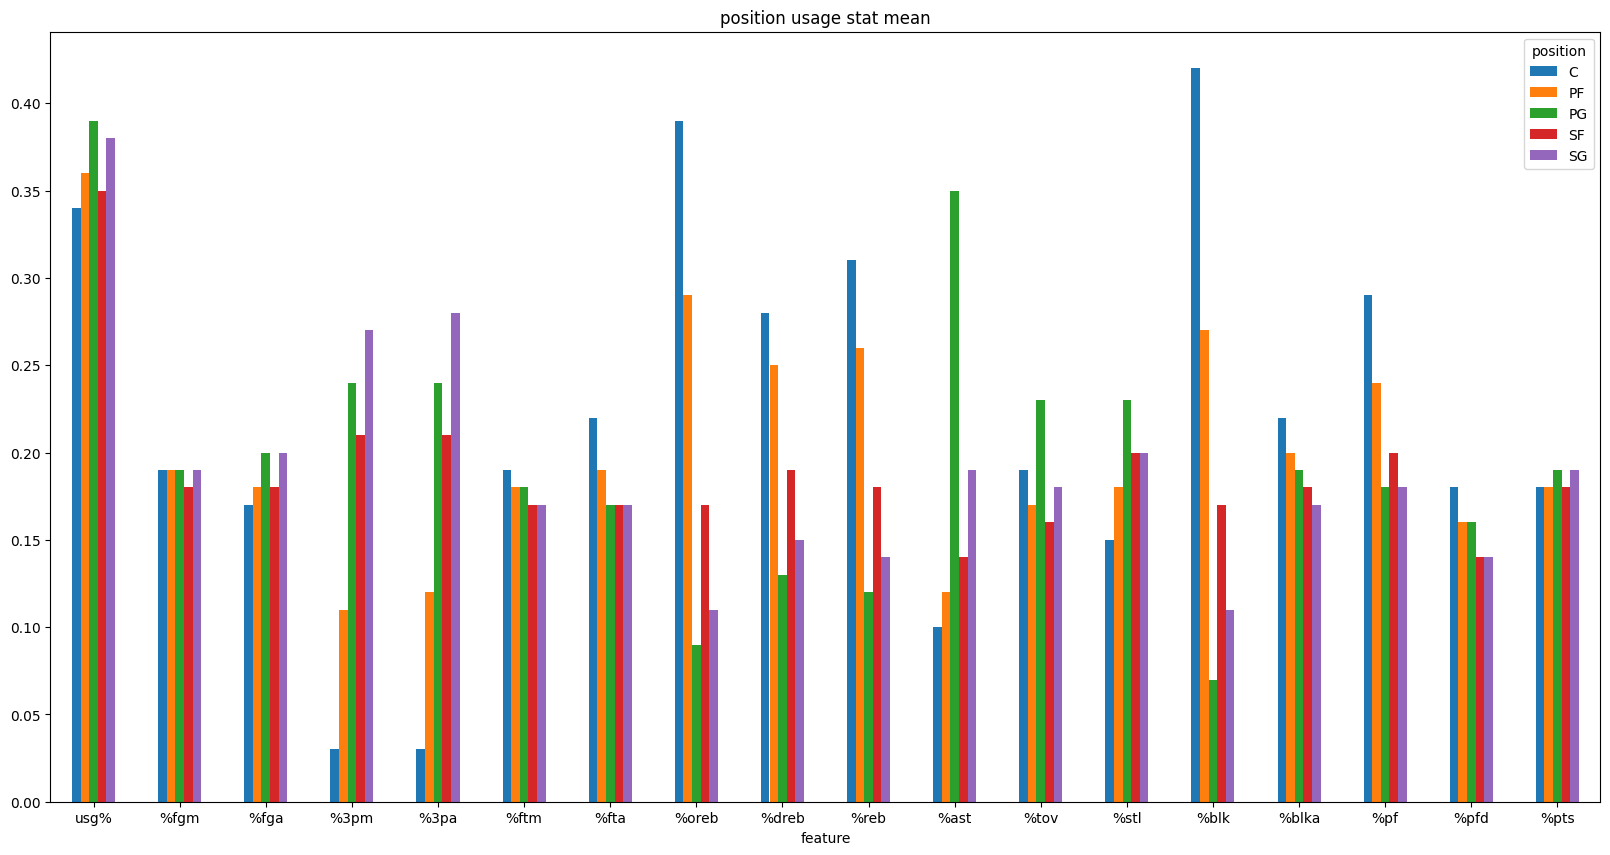 position usage stat mean
position
C
PF
PG
SF
SG
0.40
0.35
0.30
0.25
0.20
0.15
0.10
0.05
0.00
usg% %fgm %fga %3pm %3pa %ftm %fta %oreb %dreb %reb %ast %tov %stl %blk %blka %pf %pfd %pts
feature